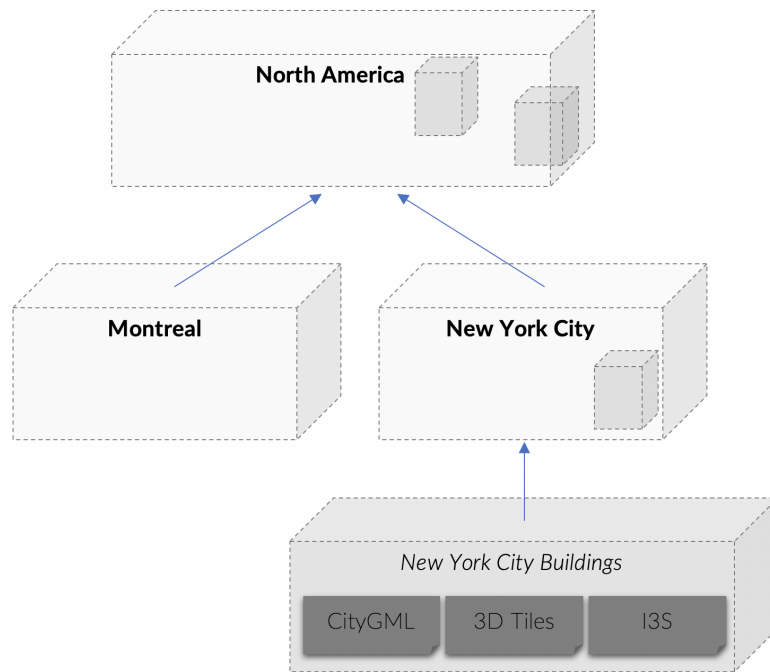 North America
Montreal
New York City
New York City Buildings
CityGML
3D Tiles
I3S